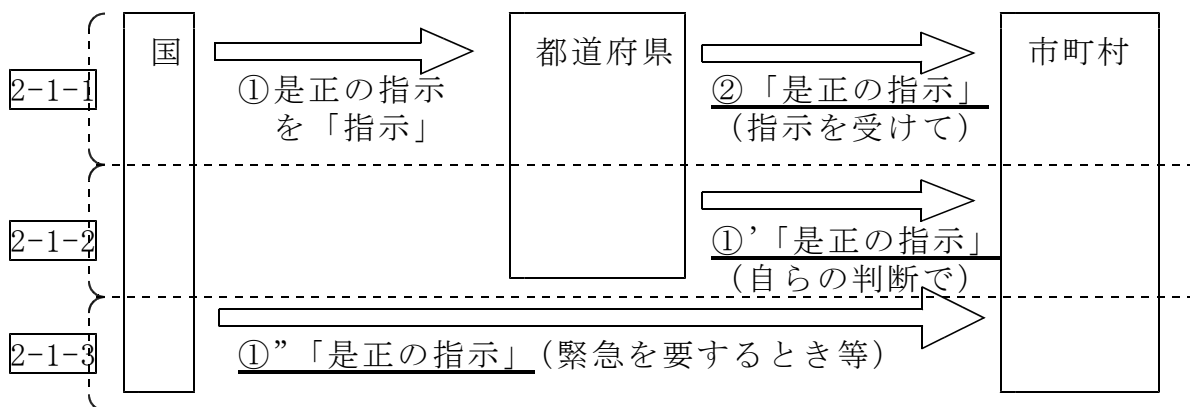 国
都道府県
市町村
2-1-1
①是正の指示
を「指示」
②「是正の指示」
(指示を受けて)
2-1-2
①’「是正の指示」
(自らの判断で)
2-1-3
①”「是正の指示」(緊急を要するとき等)